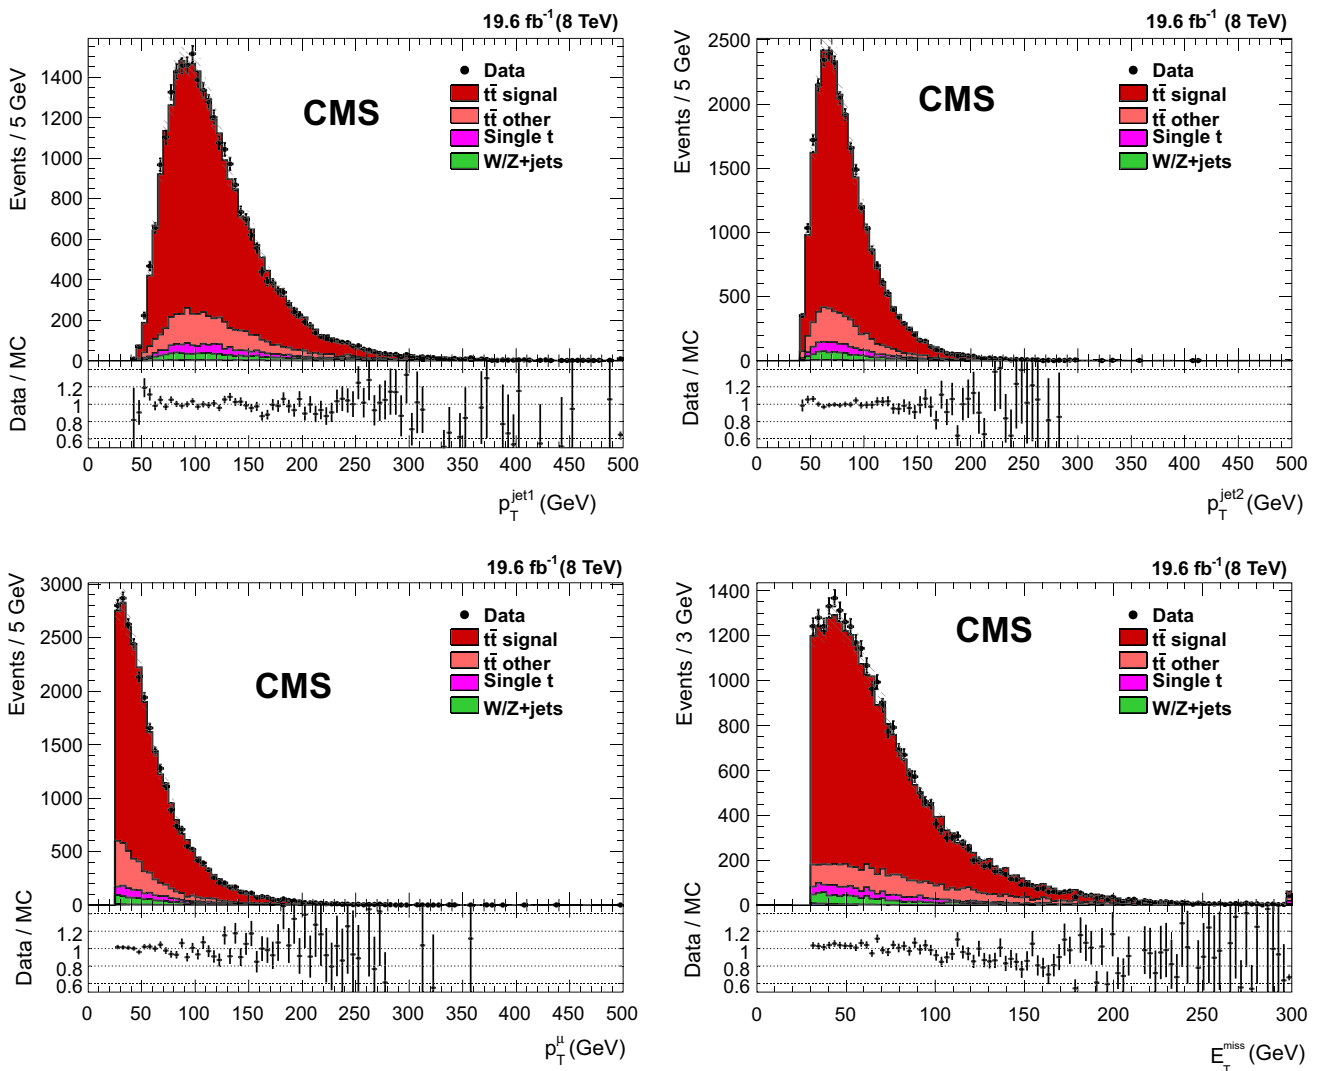 19.6 fb-1 (8 TeV)
Events / 5 GeV
1400
1200
1000
800
600
400
200
0
CMS
Data
tt̄ signal
tt̄ other
Single t
W/Z+jets
Data / MC
1.2
1
0.8
0.6
0 50 100 150 200 250 300 350 400 450 500
p_T^jet1 (GeV)
19.6 fb-1 (8 TeV)
Events / 5 GeV
2500
2000
1500
1000
500
0
CMS
Data
tt̄ signal
tt̄ other
Single t
W/Z+jets
Data / MC
1.2
1
0.8
0.6
0 50 100 150 200 250 300 350 400 450 500
p_T^jet2 (GeV)
19.6 fb-1 (8 TeV)
Events / 5 GeV
3000
2500
2000
1500
1000
500
0
CMS
Data
tt̄ signal
tt̄ other
Single t
W/Z+jets
Data / MC
1.2
1
0.8
0.6
0 50 100 150 200 250 300 350 400 450 500
p_T^μ (GeV)
19.6 fb-1 (8 TeV)
Events / 3 GeV
1400
1200
1000
800
600
400
200
0
CMS
Data
tt̄ signal
tt̄ other
Single t
W/Z+jets
Data / MC
1.2
1
0.8
0.6
0 50 100 150 200 250 300
E_T^miss (GeV)